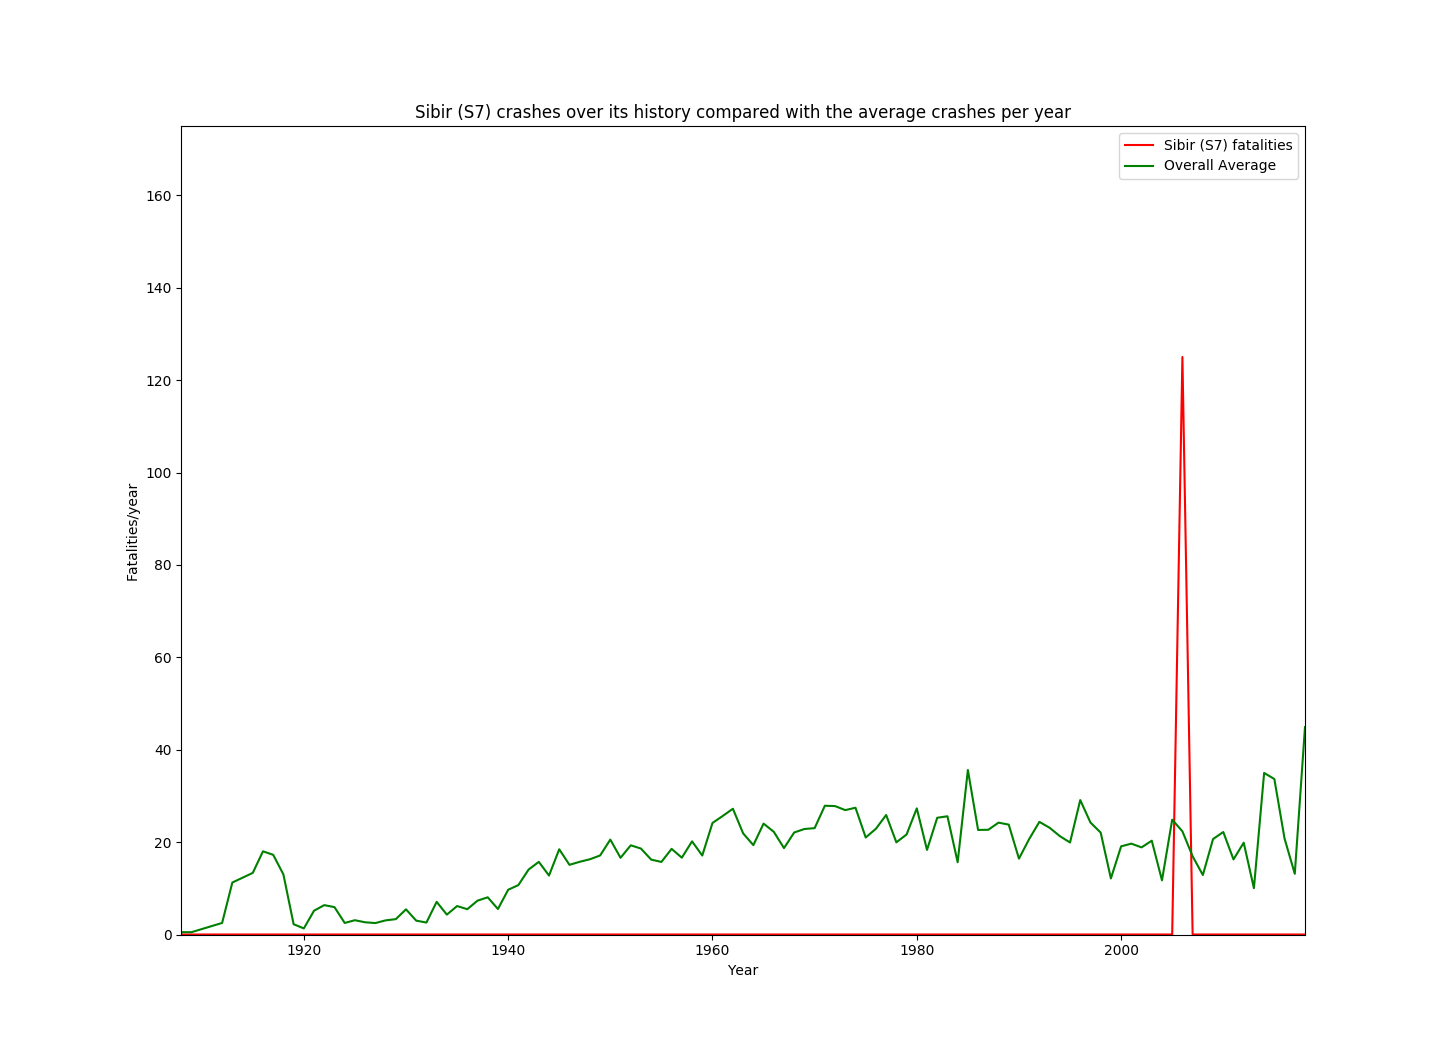 Sibir (S7) crashes over its history compared with the average crashes per year
Sibir (S7) fatalities
Overall Average
160
140
120
100
80
60
40
20
0
Fatalities/year
1920 1940 1960 1980 2000
Year